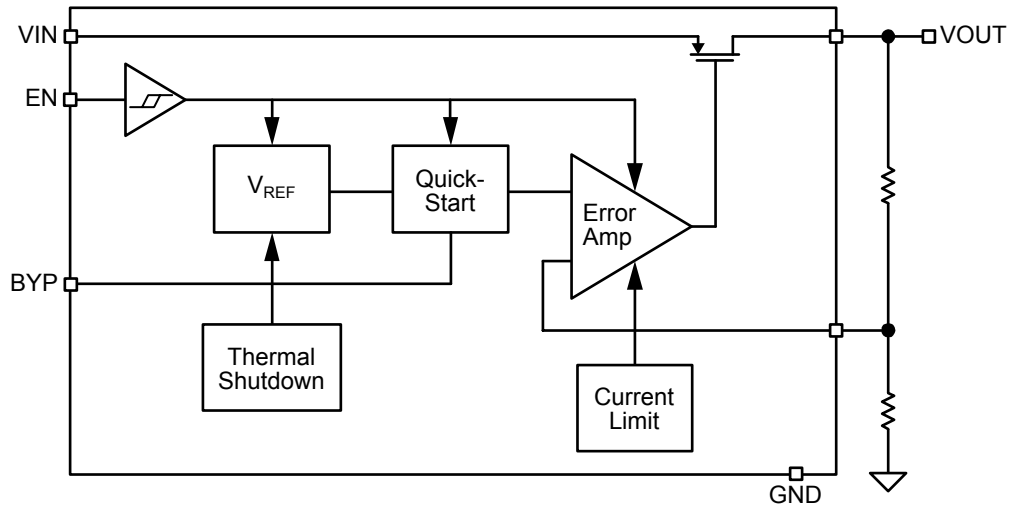 VIN
VOUT
EN
VREF
Quick-
Start
Error
Amp
BYP
Thermal
Shutdown
Current
Limit
GND